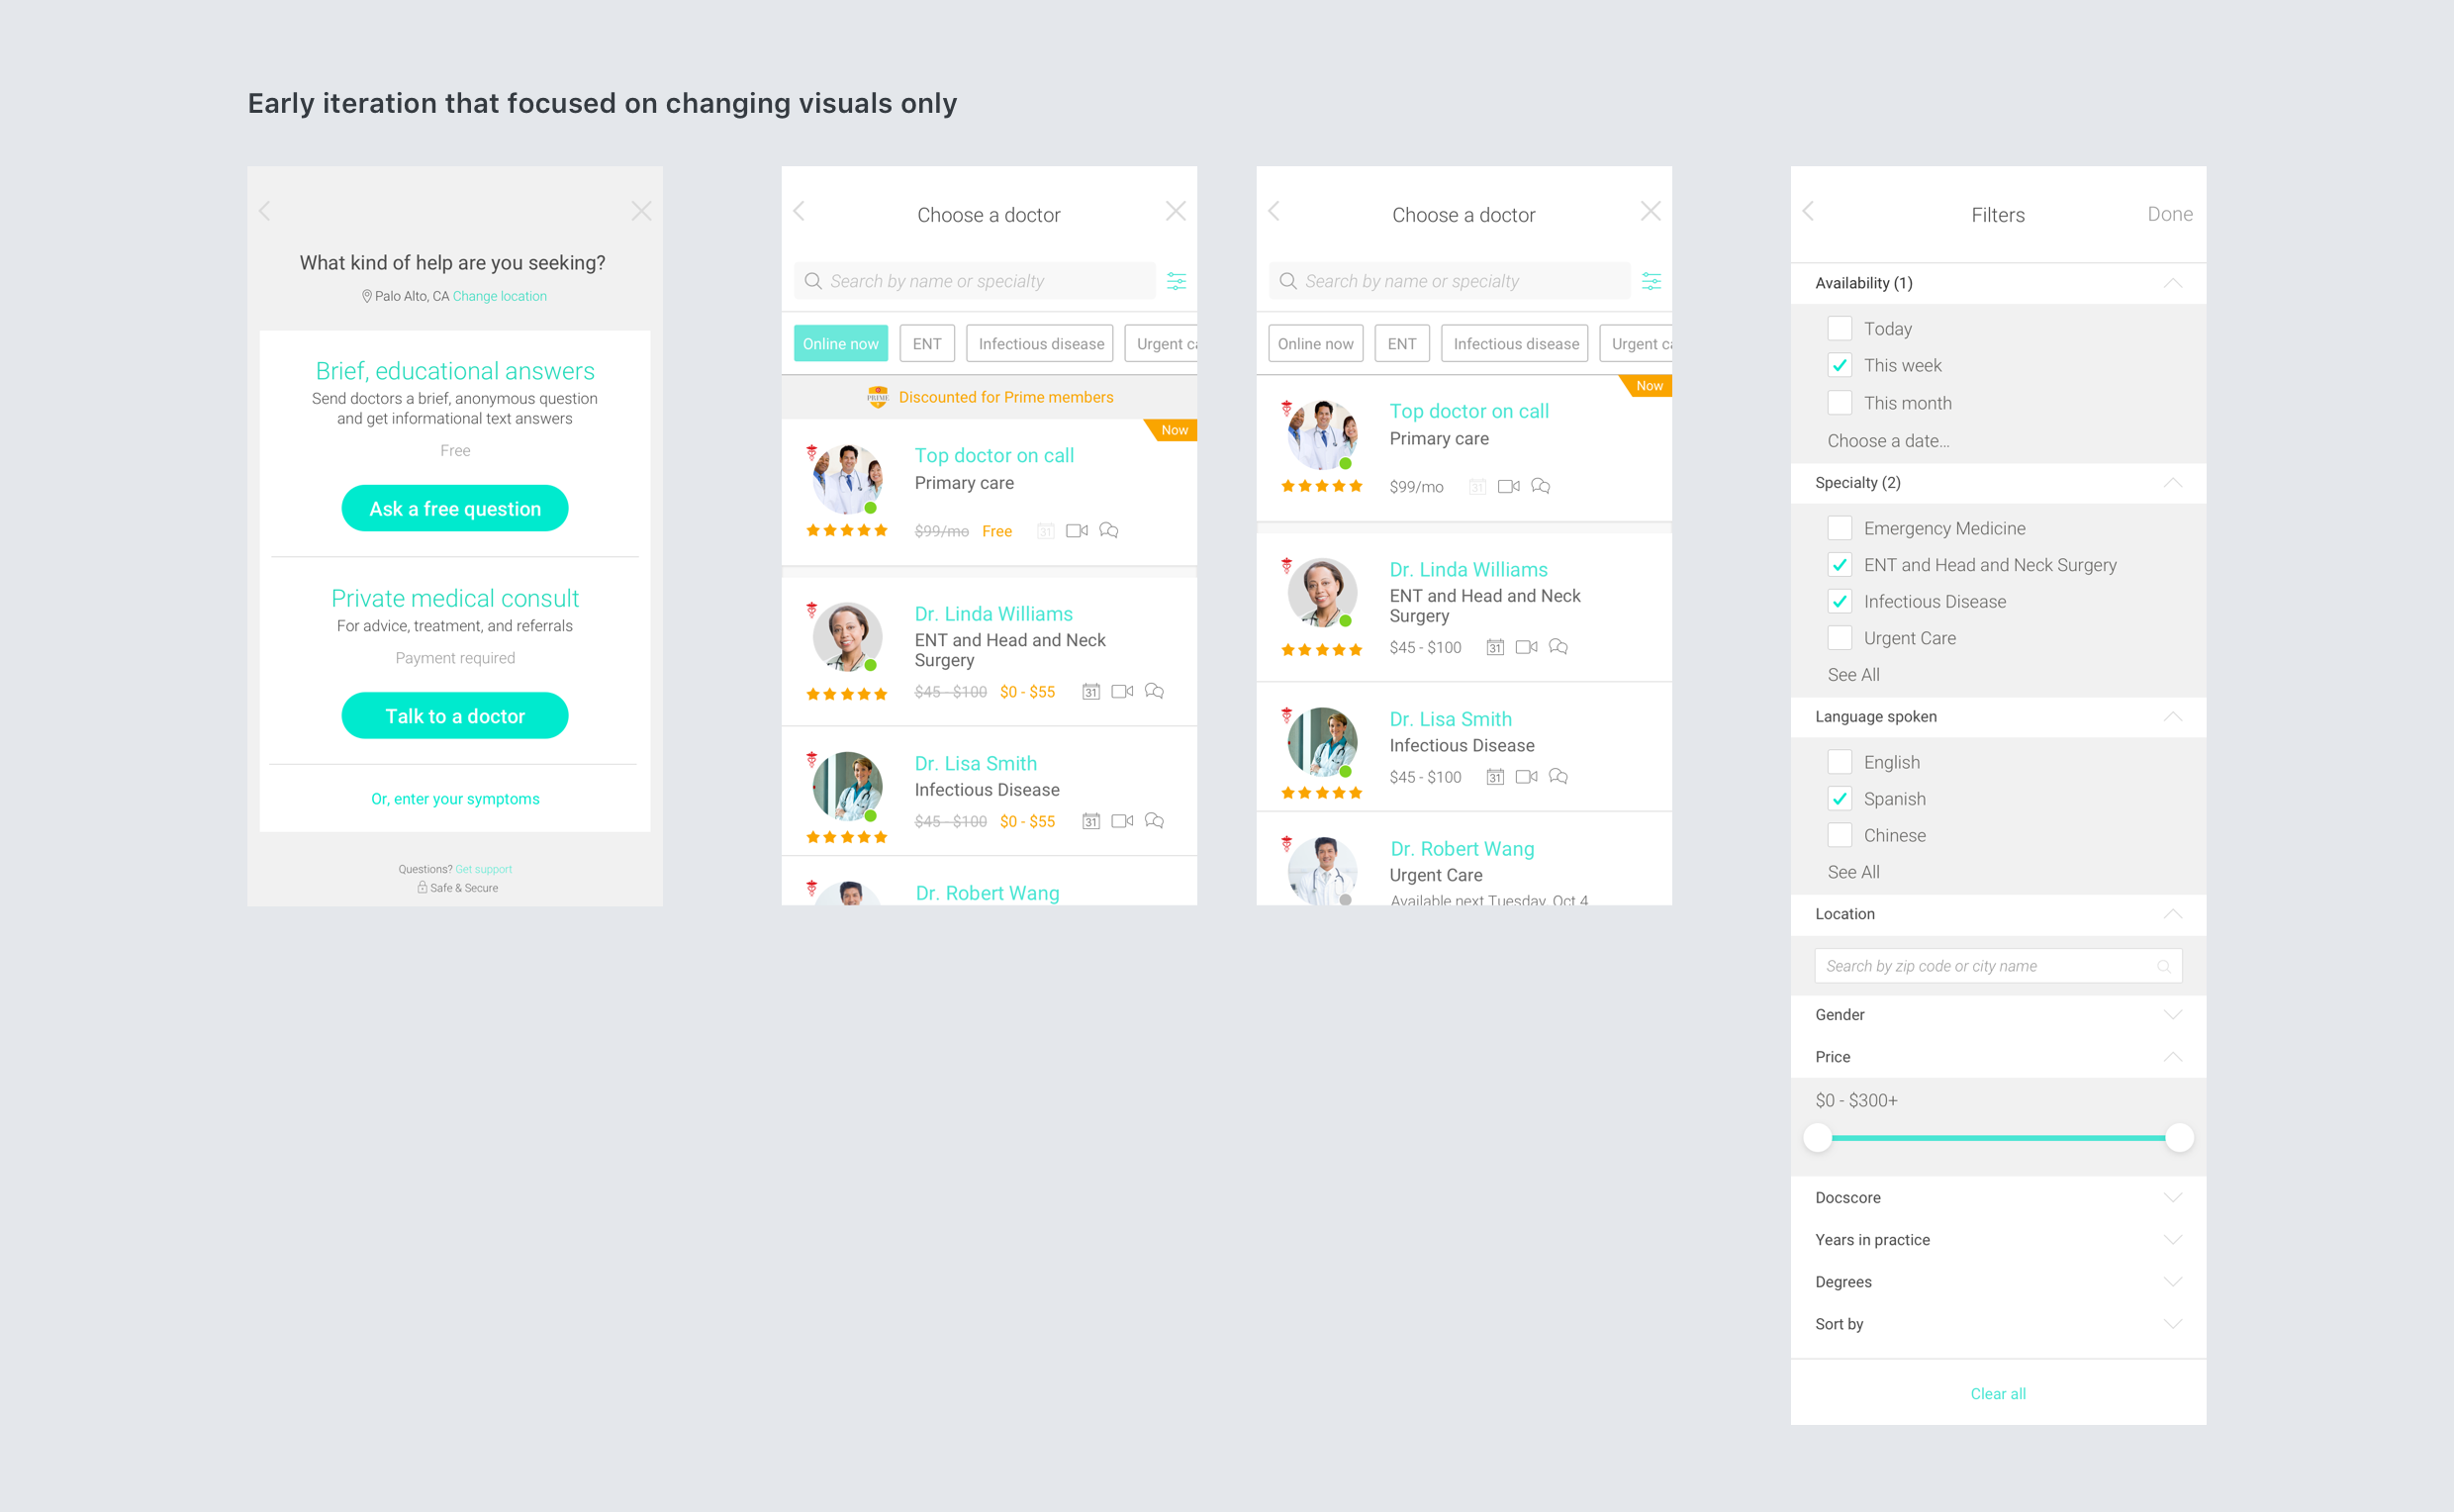 Early iteration that focused on changing visuals only
What kind of help are you seeking?
Palo Alto, CA Change location
Brief, educational answers
Send doctors a brief, anonymous question
and get informational text answers
Free
Ask a free question
Private medical consult
For advice, treatment, and referrals
Payment required
Talk to a doctor
Or, enter your symptoms
Questions? Get support
Safe & Secure
Choose a doctor
Search by name or specialty
Online now ENT Infectious disease Urgent ca
PRIME Discounted for Prime members
Now
Top doctor on call
Primary care
$99/mo Free 31
Dr. Linda Williams
ENT and Head and Neck
Surgery
$45 - $100 $0 - $55 31
Dr. Lisa Smith
Infectious Disease
$45 - $100 $0 - $55 31
Dr. Robert Wang
Choose a doctor
Search by name or specialty
Online now ENT Infectious disease Urgent ca
Now
Top doctor on call
Primary care
$99/mo 31
Dr. Linda Williams
ENT and Head and Neck
Surgery
$45 - $100 31
Dr. Lisa Smith
Infectious Disease
$45 - $100 31
Dr. Robert Wang
Urgent Care
Available next Tuesday, Oct 4
Filters Done
Availability (1)
Today
This week
This month
Choose a date...
Specialty (2)
Emergency Medicine
ENT and Head and Neck Surgery
Infectious Disease
Urgent Care
See All
Language spoken
English
Spanish
Chinese
See All
Location
Search by zip code or city name
Gender
Price
$0 - $300+
Docscore
Years in practice
Degrees
Sort by
Clear all